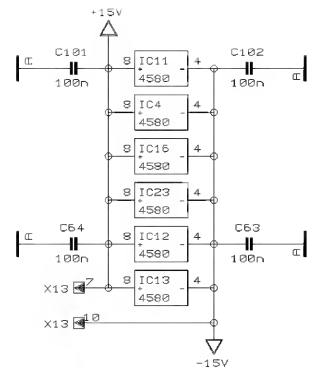 +15V
C101
100n
A
8 IC11 4
4580
C102
100n
A
8 IC4 4
4580
8 IC16 4
4580
8 IC23 4
4580
C64
100n
A
8 IC12 4
4580
C63
100n
A
X13 7
8 IC13 4
4580
X13 10
-15V